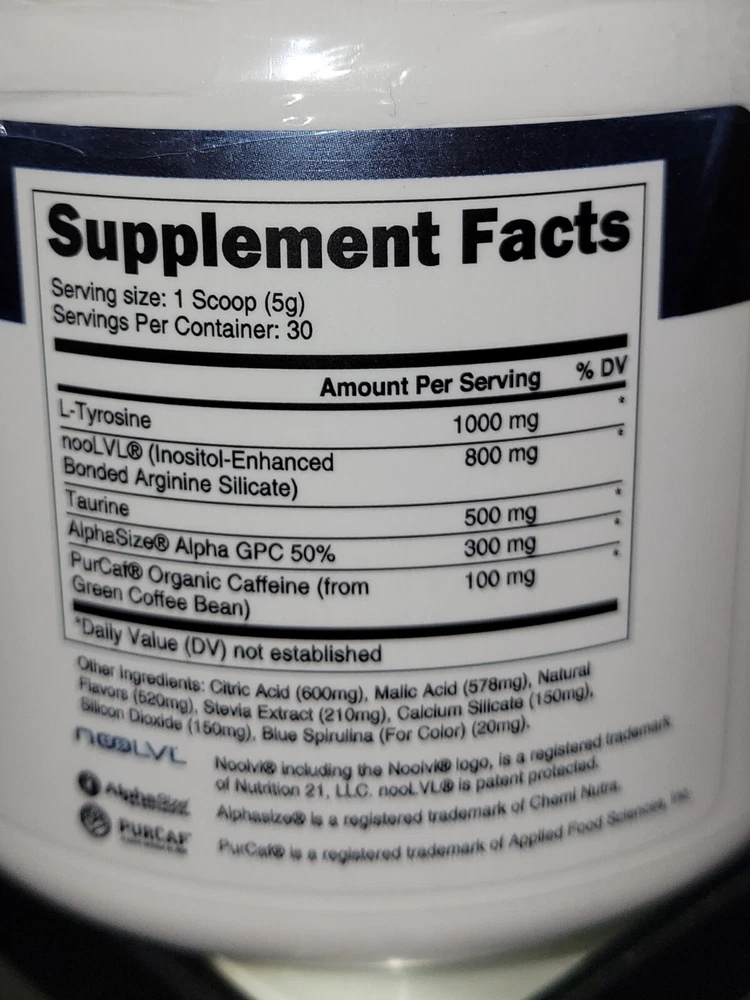 Supplement Facts
Serving size: 1 Scoop (5g)
Servings Per Container: 30
Amount Per Serving % DV
L-Tyrosine 1000 mg *
nooLVL® (Inositol-Enhanced 800 mg *
Bonded Arginine Silicate)
Taurine 500 mg *
AlphaSize® Alpha GPC 50% 300 mg *
PurCaf® Organic Caffeine (from 100 mg *
Green Coffee Bean)
*Daily Value (DV) not established
Other Ingredients: Citric Acid (600mg), Malic Acid (578mg), Natural
Flavors (520mg), Stevia Extract (210mg), Calcium Silicate (150mg),
Silicon Dioxide (150mg), Blue Spirulina (For Color) (20mg).
nooLVL
Noolvl® including the Noolvl® logo, is a registered trademark
of Nutrition 21, LLC. nooLVL® is patent protected.
AlphaSize
Alphasize® is a registered trademark of Chemi Nutra.
PURCAF
PurCaf® is a registered trademark of Applied Food Sciences, Inc.